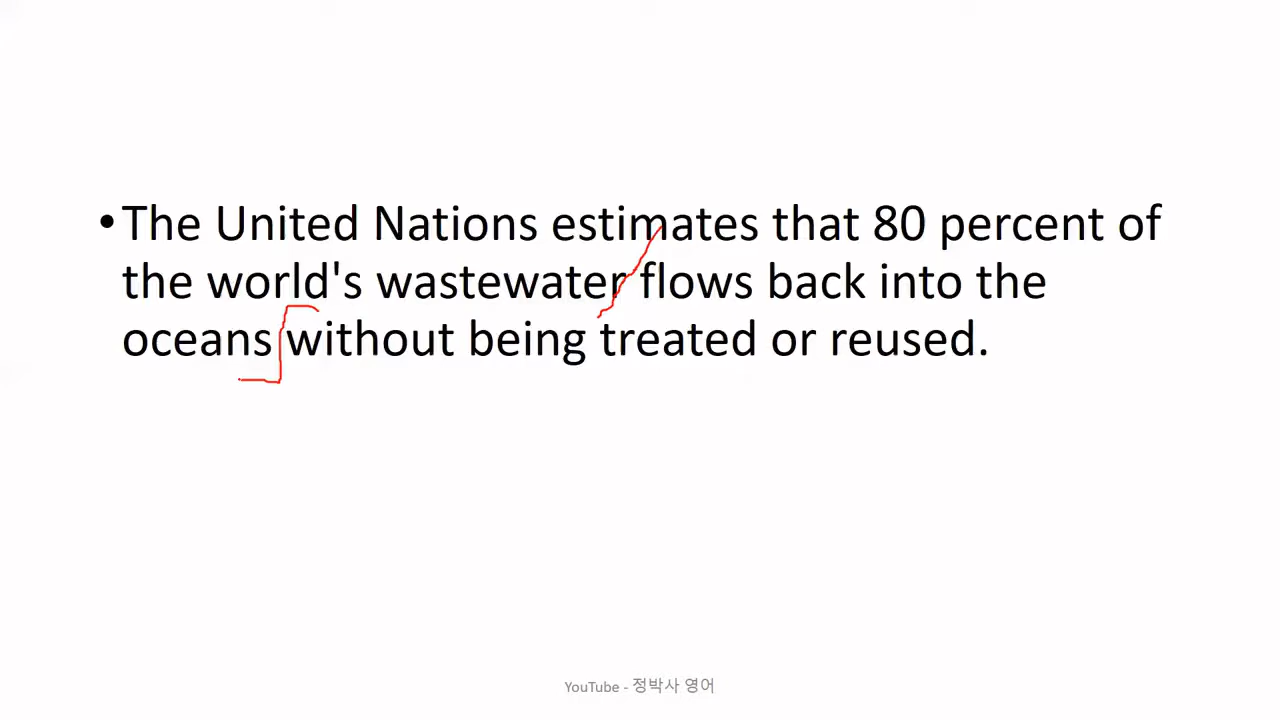 •The United Nations estimates that 80 percent of
the world's wastewater flows back into the
oceans without being treated or reused.
YouTube - 정박사 영어